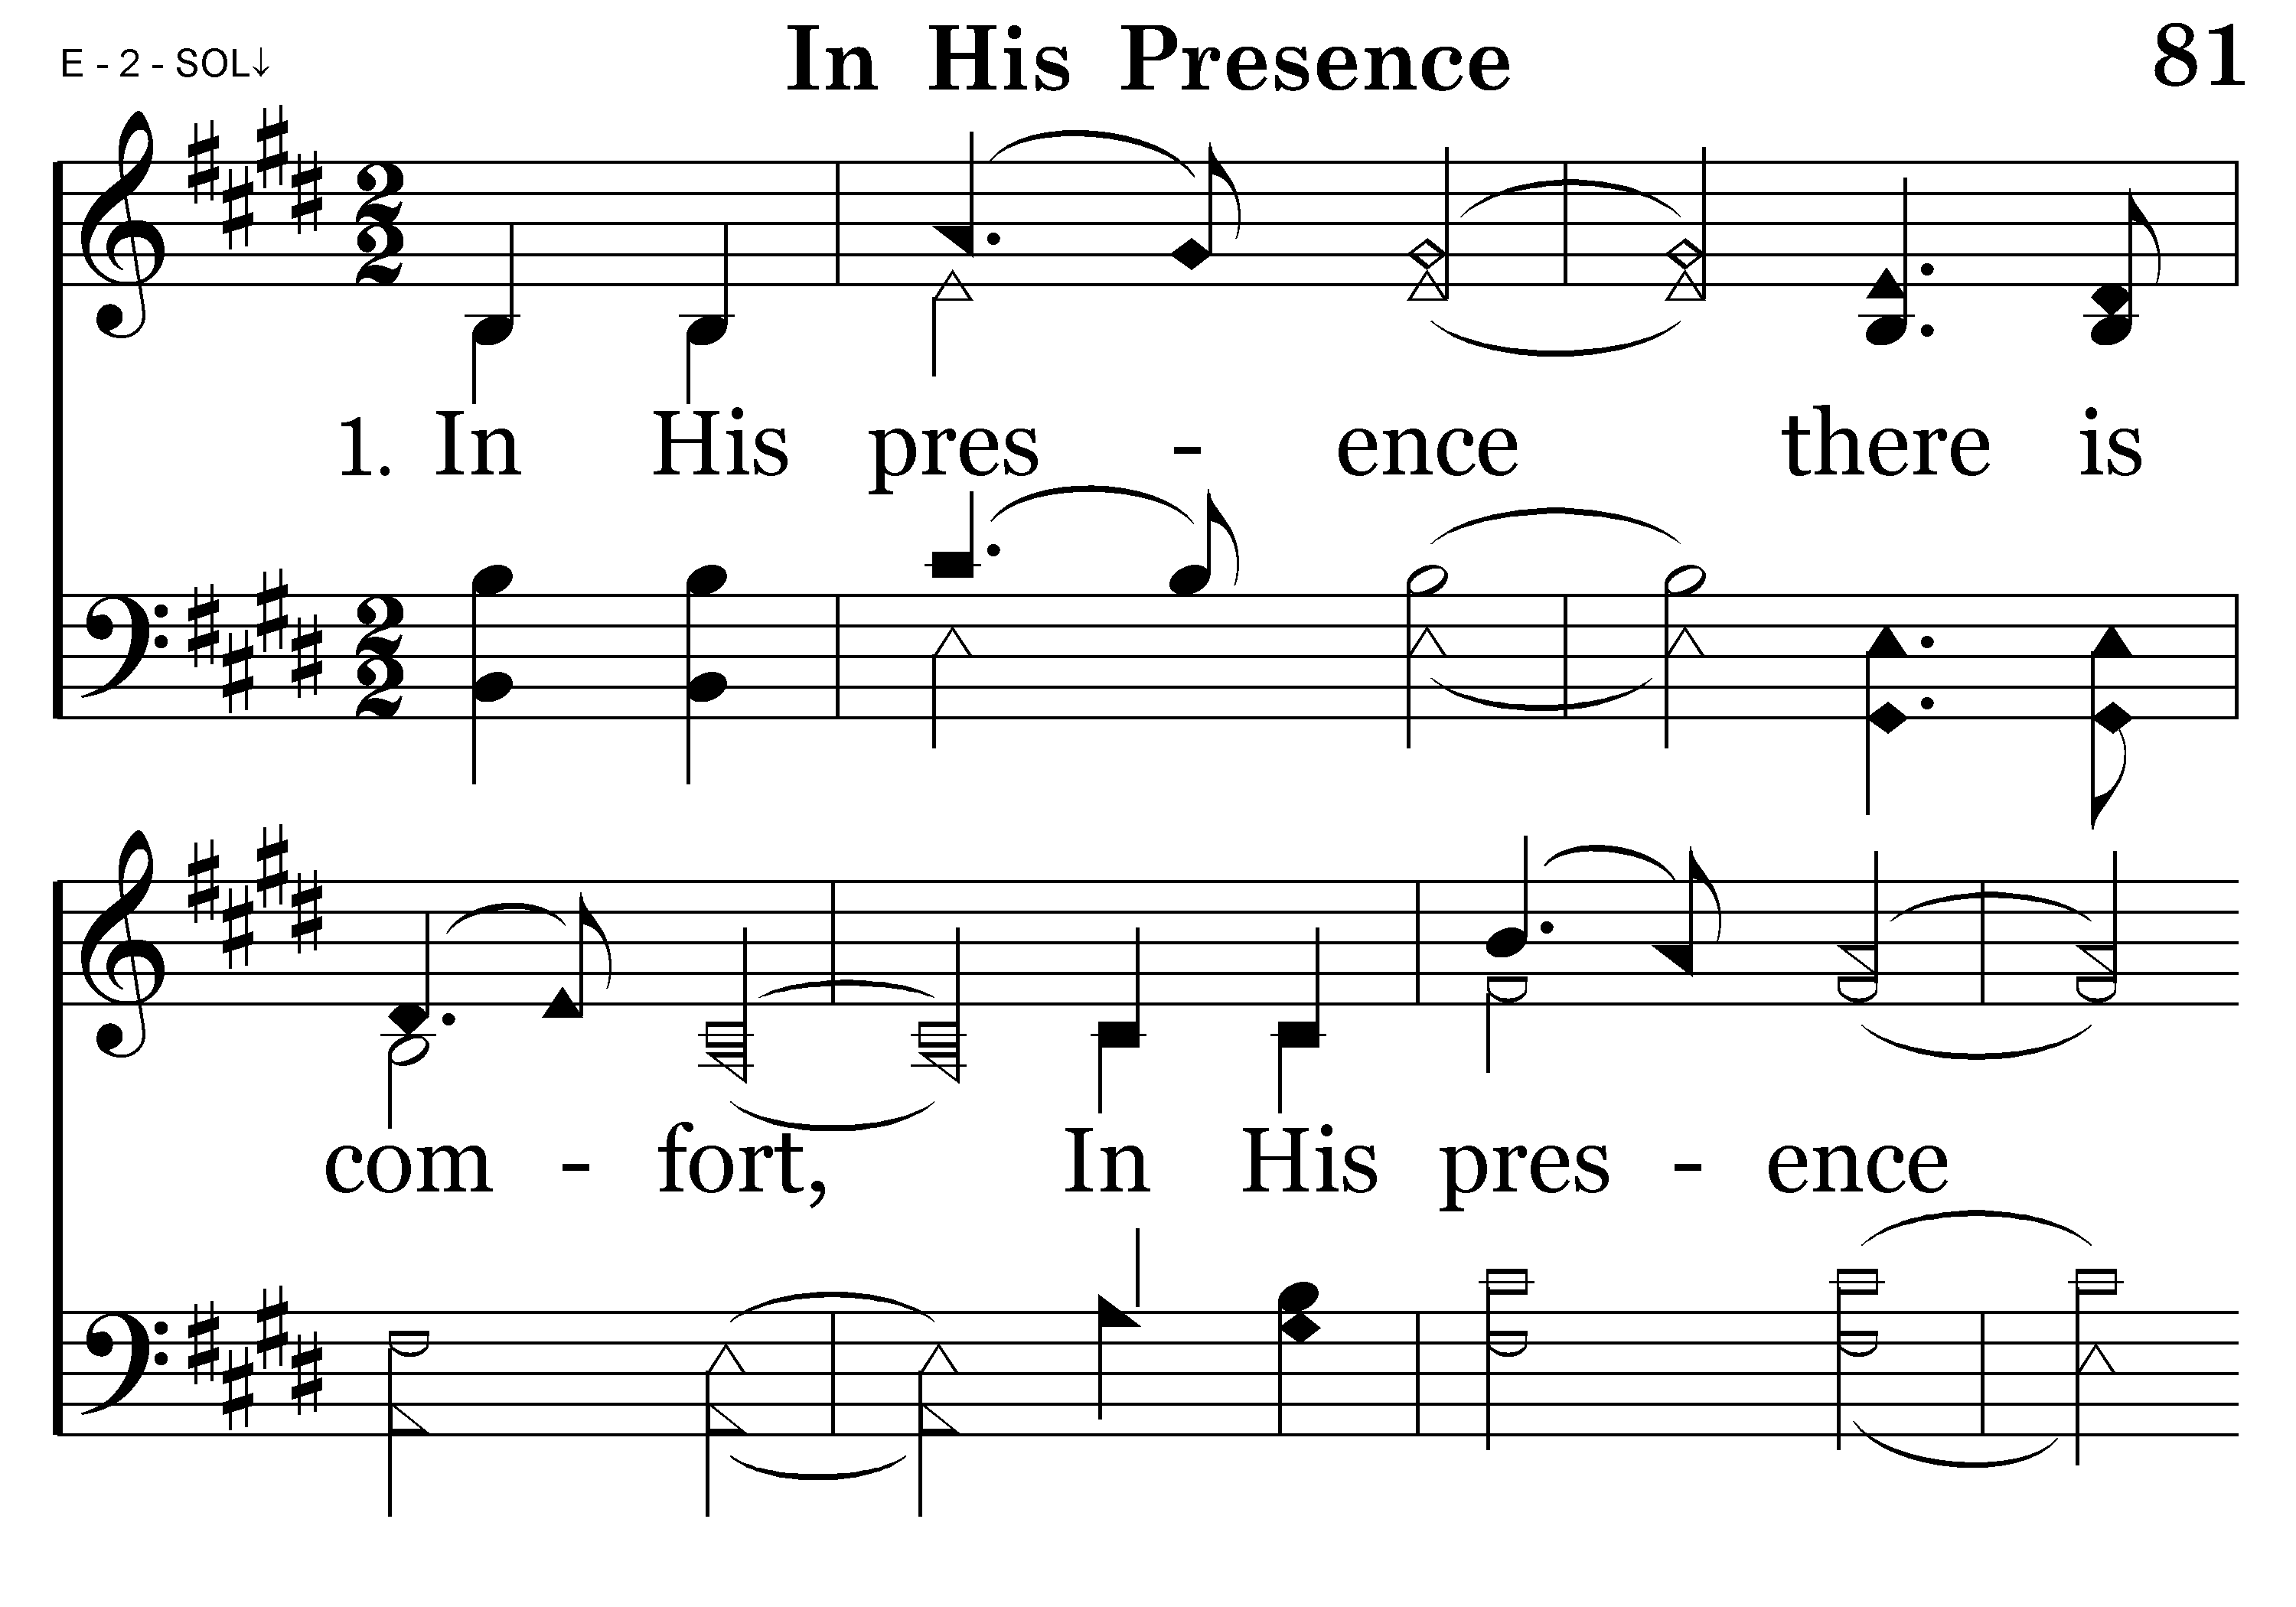 E - 2 - SOL↓ In His Presence 81
1. In His pres - ence there is
com - fort, In His pres - ence